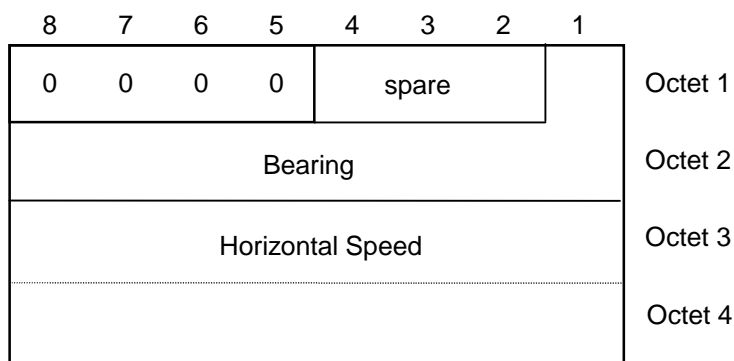 8 7 6 5 4 3 2 1
0 0 0 0 spare Octet 1
Bearing Octet 2
Horizontal Speed Octet 3
Octet 4